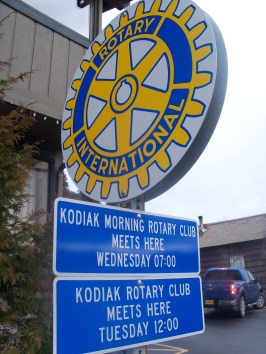 ROTARY
INTERNATIONAL
KODIAK MORNING ROTARY CLUB
MEETS HERE
WEDNESDAY 07:00
KODIAK ROTARY CLUB
MEETS HERE
TUESDAY 12:00